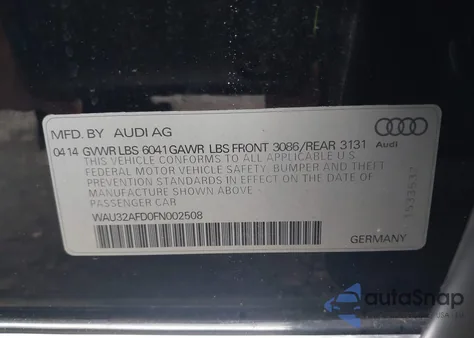 MFD. BY AUDI AG
0414 GVWR LBS 6041 GAWR LBS FRONT 3086/REAR 3131
Audi
THIS VEHICLE CONFORMS TO ALL APPLICABLE U.S.
FEDERAL MOTOR VEHICLE SAFETY, BUMPER AND THEFT
PREVENTION STANDARDS IN EFFECT ON THE DATE OF
MANUFACTURE SHOWN ABOVE.
PASSENGER CAR
WAU32AFD0FN002508
GERMANY
autoSnap